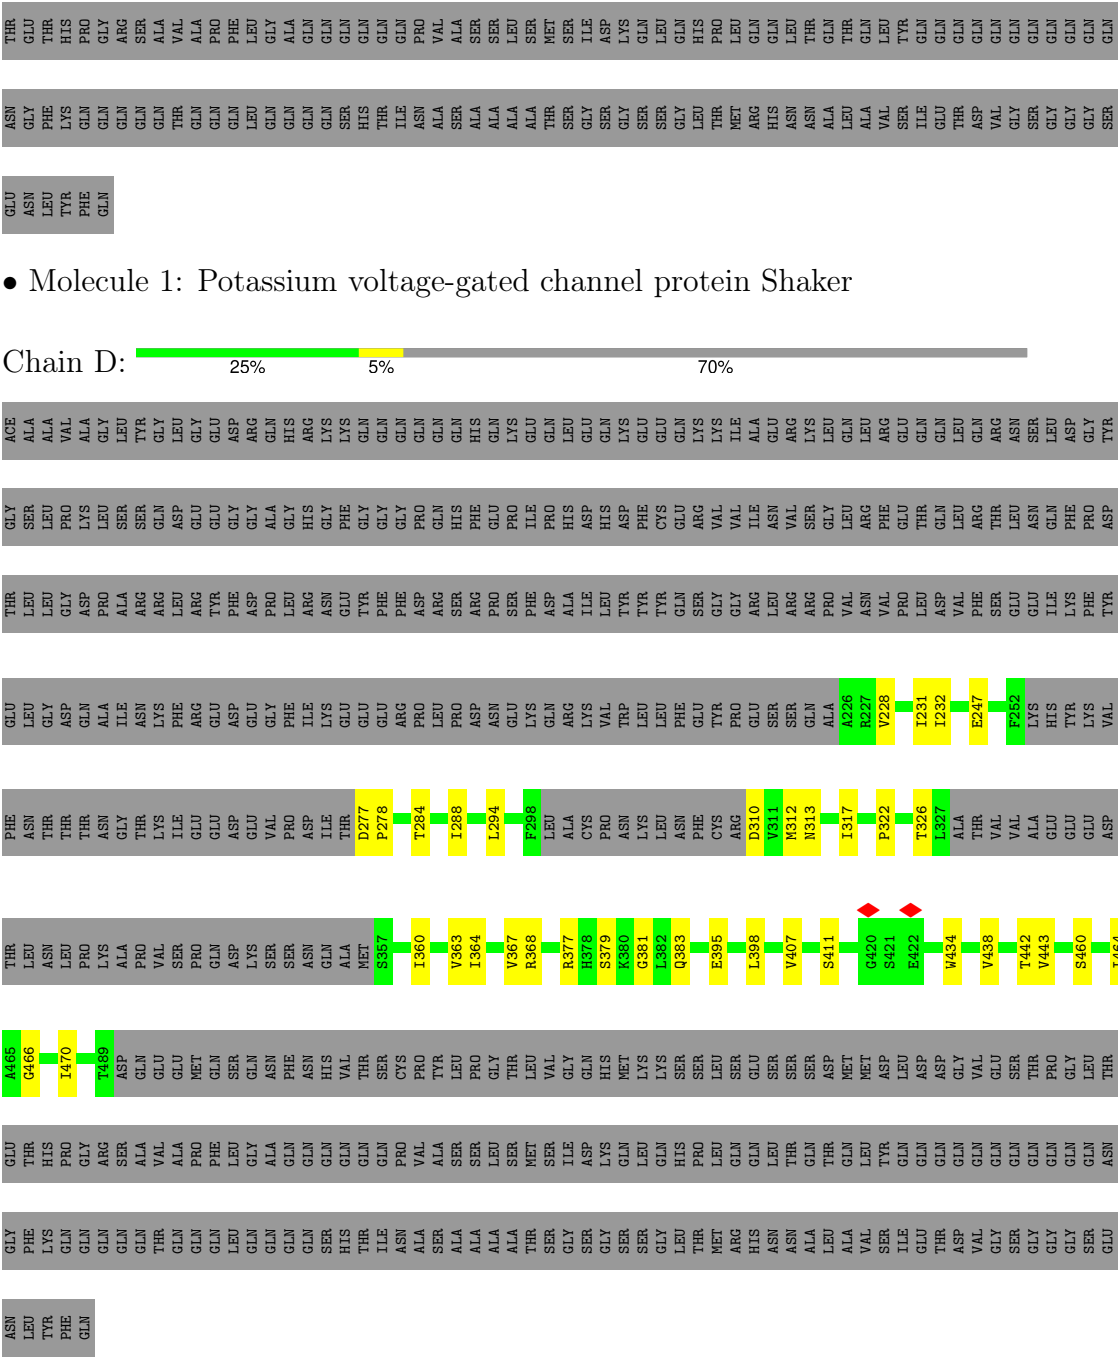 THR GLU THR HIS PRO GLY ARG SER ALA VAL ALA PRO PHE LEU GLY ALA GLN GLN GLN GLN GLN GLN PRO VAL ALA SER SER LEU SER MET SER ILE ASP LYS GLN LEU GLN HIS PRO LEU GLN GLN LEU THR GLN THR GLN LEU TYR GLN GLN GLN GLN GLN GLN GLN GLN GLN GLN GLN
ASN GLY PHE LYS GLN GLN GLN GLN GLN THR GLN GLN GLN LEU GLN GLN GLN GLN SER HIS THR ILE ASN ALA SER ALA ALA ALA ALA THR SER GLY SER GLY SER SER GLY LEU THR MET ARG HIS ASN ASN ALA LEU ALA VAL SER ILE GLU THR ASP VAL GLY SER GLY GLY GLY SER
GLU ASN LEU TYR PHE GLN
• Molecule 1: Potassium voltage-gated channel protein Shaker
Chain D:
25% 5% 70%
ACE ALA ALA VAL ALA GLY LEU TYR GLY LEU GLY GLU ASP ARG GLN HIS ARG LYS LYS GLN GLN GLN GLN GLN GLN HIS GLN LYS GLU GLN LEU GLU GLN LYS GLU GLU GLN LYS LYS ILE ALA GLU ARG LYS LEU GLN LEU ARG GLU GLN GLN LEU GLN ARG ASN SER LEU ASP GLY TYR
GLY SER LEU PRO LYS LEU SER SER GLN ASP GLU GLU GLY GLY ALA GLY HIS GLY PHE GLY GLY GLY PRO GLN HIS PHE GLU PRO ILE PRO HIS ASP HIS ASP PHE CYS GLU ARG VAL VAL ILE ASN VAL SER GLY LEU ARG PHE GLU THR GLN LEU ARG THR LEU ASN GLN PHE PRO ASP
THR LEU LEU GLY ASP PRO ALA ARG ARG LEU ARG TYR PHE ASP PRO LEU ARG ASN GLU TYR PHE PHE ASP ARG SER ARG PRO SER PHE ASP ALA ILE LEU TYR TYR TYR GLN SER GLY GLY ARG LEU ARG ARG PRO VAL ASN VAL PRO LEU ASP VAL PHE SER GLU GLU ILE LYS PHE TYR
GLU LEU GLY ASP GLN ALA ILE ASN LYS PHE ARG GLU ASP GLU GLY PHE ILE LYS GLU GLU GLU ARG PRO LEU PRO ASP ASN GLU LYS GLN ARG LYS VAL TRP LEU LEU PHE GLU TYR PRO GLU SER SER GLN ALA A226 R227 V228 I231 I232 E247 F252 LYS HIS TYR LYS VAL
PHE ASN THR THR THR ASN GLY THR LYS ILE GLU GLU ASP GLU VAL PRO ASP ILE THR D277 P278 T284 I288 L294 F298 LEU ALA CYS PRO ASN LYS LEU ASN PHE CYS ARG D310 V311 M312 N313 I317 P322 T326 L327 ALA THR VAL VAL ALA GLU GLU GLU ASP
THR LEU ASN LEU PRO LYS ALA PRO VAL SER PRO GLN ASP LYS SER SER ASN GLN ALA MET S357 I360 V363 I364 V367 R368 R377 H378 S379 K380 G381 L382 Q383 E395 L398 V407 S411 G420 S421 E422 W434 V438 T442 V443 S460 I464
A465 G466 I470 T489 ASP GLN GLU GLU MET GLN SER GLN ASN PHE ASN HIS VAL THR SER CYS PRO TYR LEU PRO GLY THR LEU VAL GLY GLN HIS MET LYS LYS SER SER LEU SER GLU SER SER SER ASP MET MET ASP LEU ASP ASP GLY VAL GLU SER THR PRO GLY LEU THR
GLU THR HIS PRO GLY ARG SER ALA VAL ALA PRO PHE LEU GLY ALA GLN GLN GLN GLN GLN GLN PRO VAL ALA SER SER LEU SER MET SER ILE ASP LYS GLN LEU GLN HIS PRO LEU GLN GLN LEU THR GLN THR GLN LEU TYR GLN GLN GLN GLN GLN GLN GLN GLN GLN GLN GLN ASN
GLY PHE LYS GLN GLN GLN GLN GLN THR GLN GLN GLN LEU GLN GLN GLN GLN SER HIS THR ILE ASN ALA SER ALA ALA ALA ALA THR SER GLY SER GLY SER SER GLY LEU THR MET ARG HIS ASN ASN ALA LEU ALA VAL SER ILE GLU THR ASP VAL GLY SER GLY GLY GLY SER GLU
ASN LEU TYR PHE GLN